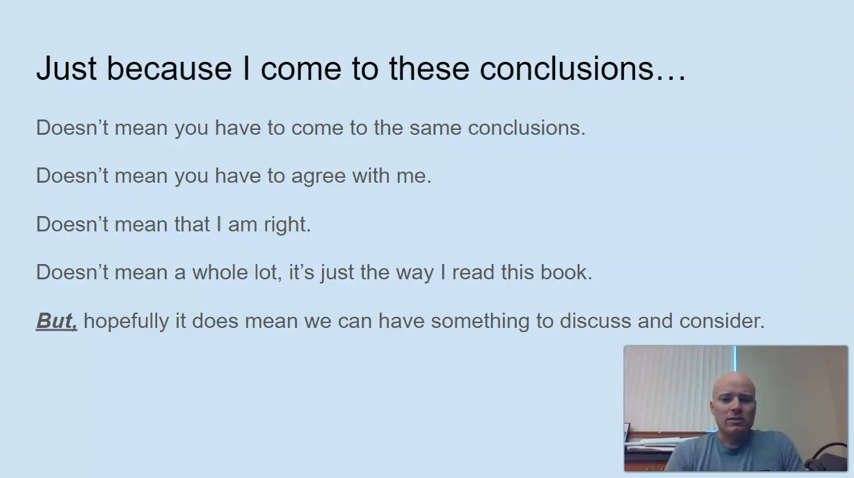 Just because I come to these conclusions…
Doesn’t mean you have to come to the same conclusions.
Doesn’t mean you have to agree with me.
Doesn’t mean that I am right.
Doesn’t mean a whole lot, it’s just the way I read this book.
But, hopefully it does mean we can have something to discuss and consider.